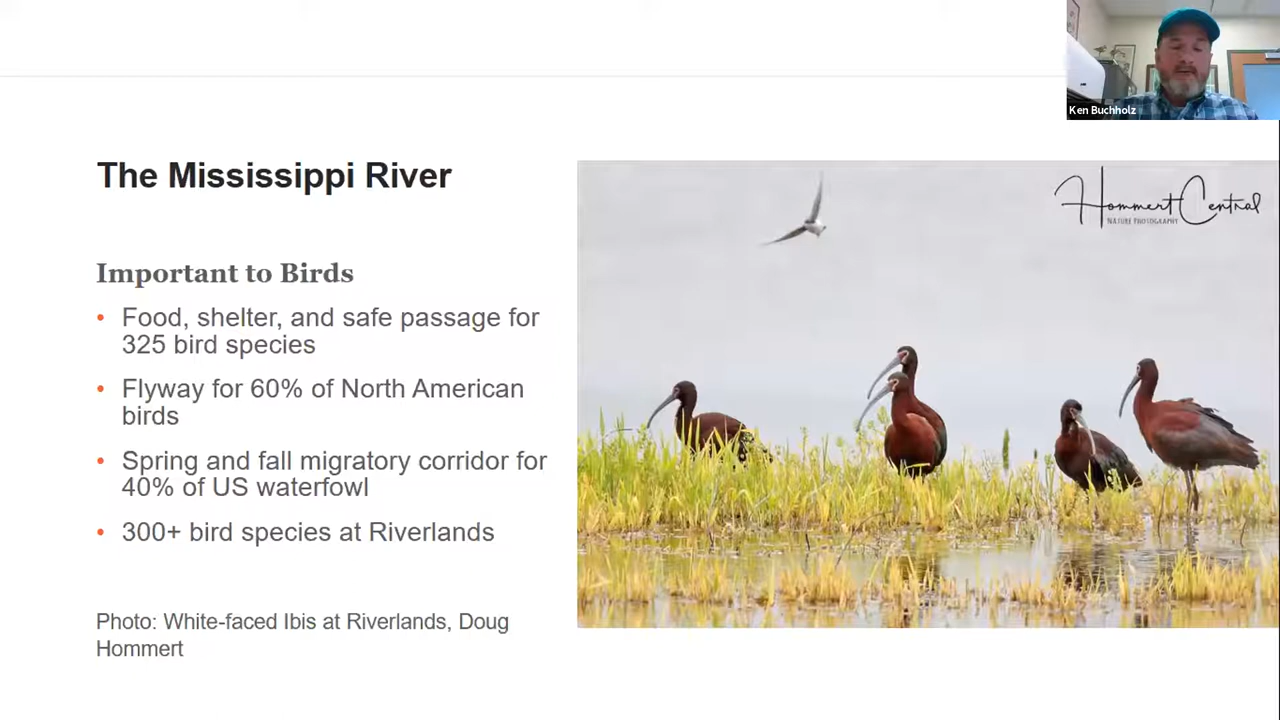 Ken Buchholz
The Mississippi River
Hommert Central
NATURE PHOTOGRAPHY
Important to Birds
• Food, shelter, and safe passage for
325 bird species
• Flyway for 60% of North American
birds
• Spring and fall migratory corridor for
40% of US waterfowl
• 300+ bird species at Riverlands
Photo: White-faced Ibis at Riverlands, Doug
Hommert